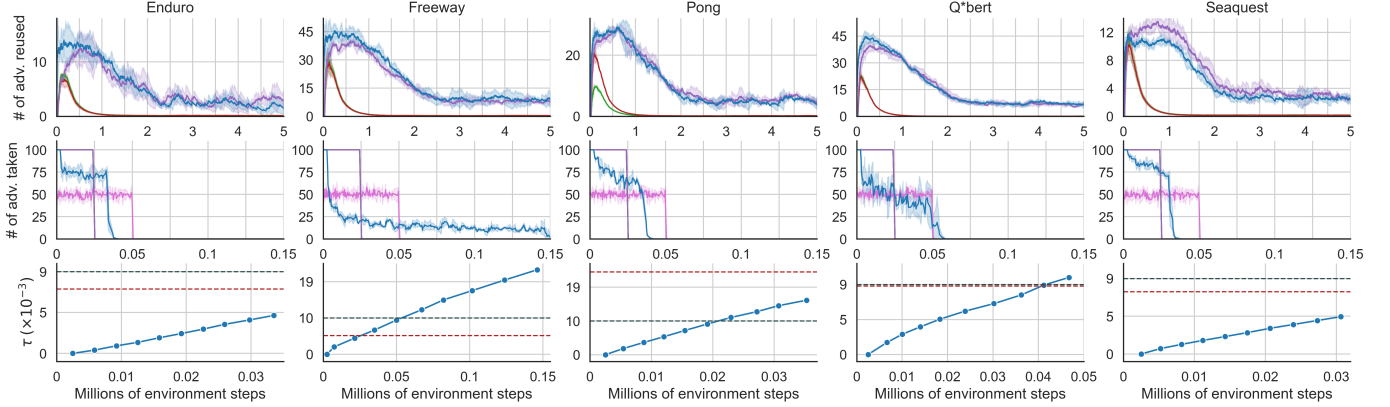 Enduro Freeway Pong Q*bert Seaquest
# of adv. reused
10 0
45 30 15 0
20 0
45 30 15 0
12 8 4 0
0 1 2 3 4 5 0 1 2 3 4 5 0 1 2 3 4 5 0 1 2 3 4 5 0 1 2 3 4 5
# of adv. taken
100 75 50 25 0
100 75 50 25 0
100 75 50 25 0
100 75 50 25 0
100 75 50 25 0
0 0.05 0.1 0.15 0 0.05 0.1 0.15 0 0.05 0.1 0.15 0 0.05 0.1 0.15 0 0.05 0.1 0.15
τ (×10⁻³)
9 5 0
19 10 0
19 10 0
9 5 0
9 5 0
0 0.01 0.02 0.03 0 0.05 0.10 0.15 0 0.01 0.02 0.03 0 0.01 0.02 0.03 0.04 0.05 0 0.01 0.02 0.03
Millions of environment steps Millions of environment steps Millions of environment steps Millions of environment steps Millions of environment steps